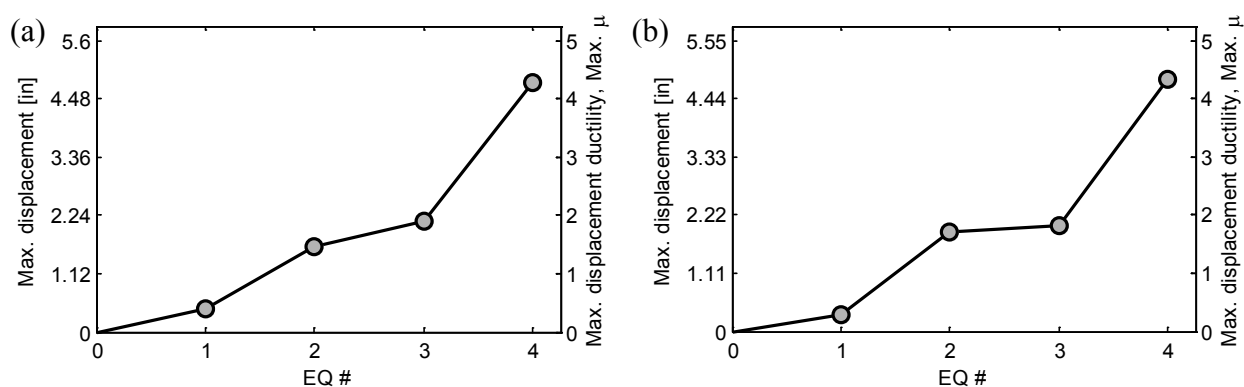 (a)
Max. displacement [in]
5.6
4.48
3.36
2.24
1.12
0
0 1 2 3 4
EQ #
5
4
3
2
1
0
Max. displacement ductility, Max. μ
(b)
Max. displacement [in]
5.55
4.44
3.33
2.22
1.11
0
0 1 2 3 4
EQ #
5
4
3
2
1
0
Max. displacement ductility, Max. μ